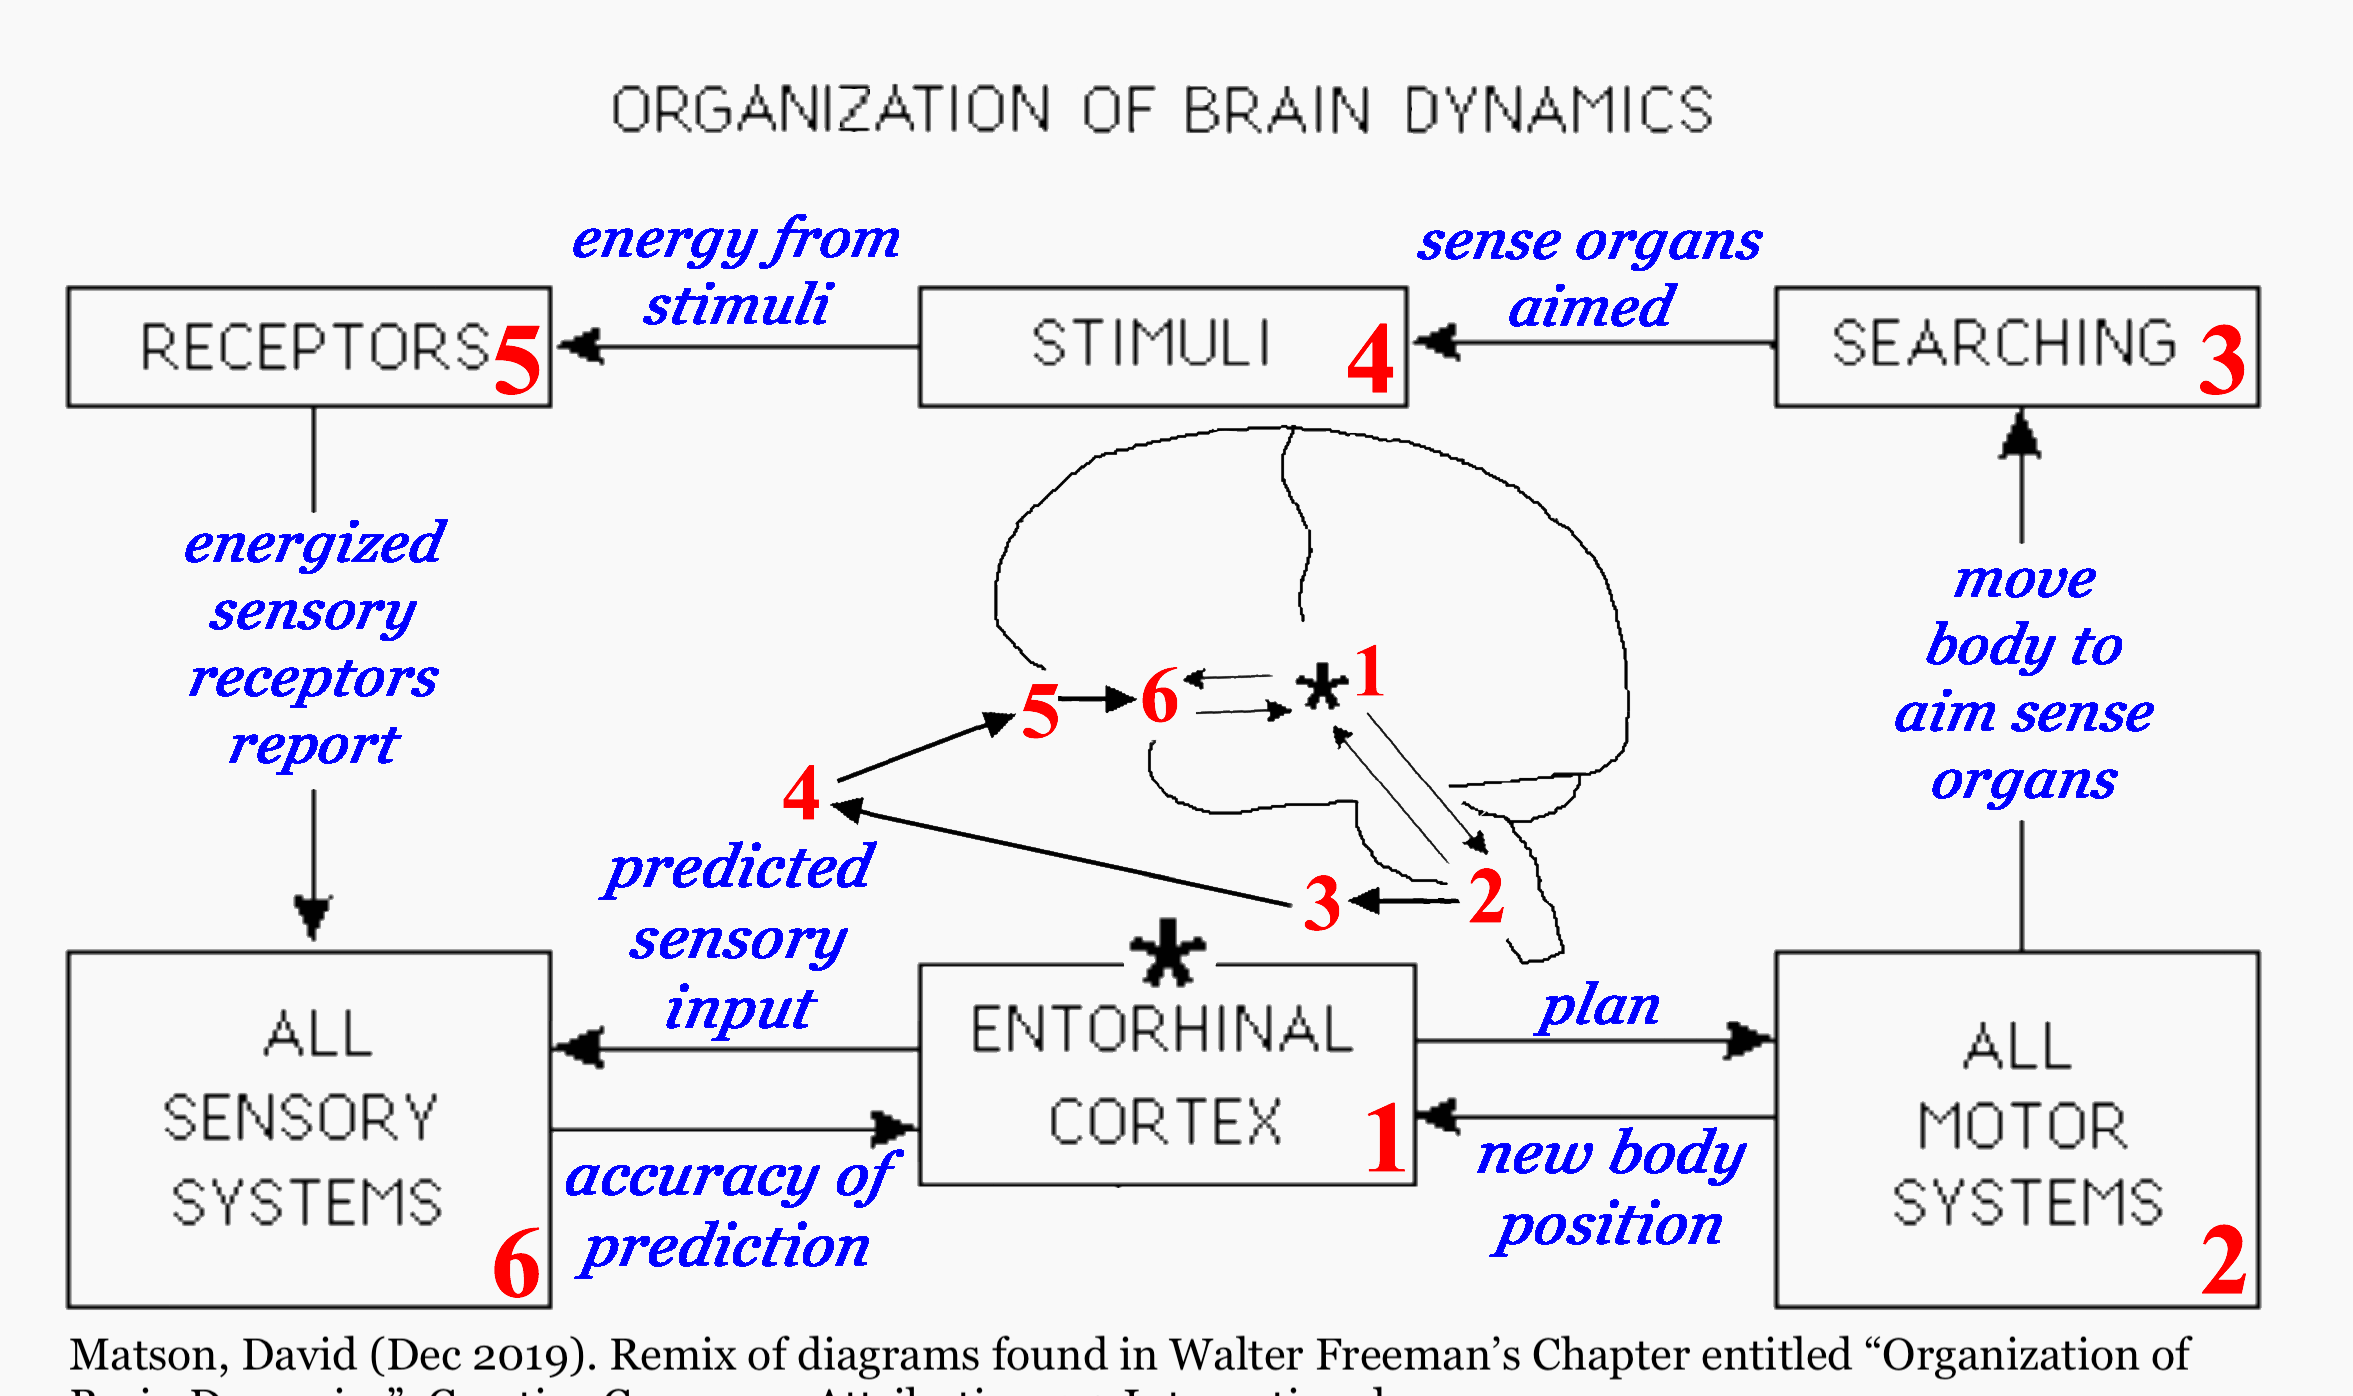 ORGANIZATION OF BRAIN DYNAMICS
energy from
stimuli
sense organs
aimed
RECEPTORS 5
STIMULI 4
SEARCHING 3
energized
sensory
receptors
report
move
body to
aim sense
organs
* 1
5
6
4
3
2
predicted
sensory
input
*
plan
ALL
SENSORY
SYSTEMS
6
ENTORHINAL
CORTEX
1
ALL
MOTOR
SYSTEMS
2
accuracy of
prediction
new body
position
Matson, David (Dec 2019). Remix of diagrams found in Walter Freeman’s Chapter entitled “Organization of